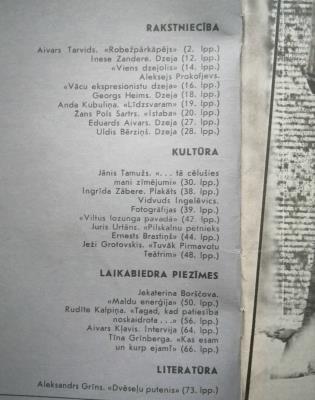 RAKSTNIECĪBA
Aivars Tarvids. «Robežpārkāpējs» (2. lpp.)
Inese Zandere. Dzeja (12. lpp.)
«Viens dzejolis» (14. lpp.)
Aleksejs Prokofjevs.
«Vācu ekspresionistu dzeja» (16. lpp.)
Georgs Heims. Dzeja (18. lpp.)
Anda Kubuliņa. «Līdzsvaram» (19. lpp.)
Žans Pols Sartrs. «Istaba» (20. lpp.)
Eduards Aivars. Dzeja (27. lpp.)
Uldis Bērziņš. Dzeja (28. lpp.)
KULTŪRA
Jānis Tamužs. «. . . tā cēlušies
mani zīmējumi» (30. lpp.)
Ingrīda Zābere. Plakāts (38. lpp.)
Vidvuds Ingelēvics.
Fotogrāfijas (39. lpp.)
«Viltus lozunga pavadā» (42. lpp.)
Juris Urtāns. «Pilskalnu pētnieks
Ernests Brastiņš» (44. lpp.)
Ježi Grotovskis. «Tuvāk Pirmavotu
Teātrim» (48. lpp.)
LAIKABIEDRA PIEZĪMES
Jekaterina Borščova.
«Maldu enerģija» (50. lpp.)
Rudīte Kalpiņa. «Tagad, kad patiesība
noskaidrota . . .» (56. lpp.)
Aivars Kļavis. Intervija (64. lpp.)
Tīna Grīnberga. «Kas esam
un kurp ejam?» (66. lpp.)
LITERATŪRA
Aleksandrs Grīns. «Dvēseļu putenis» (73. lpp.)